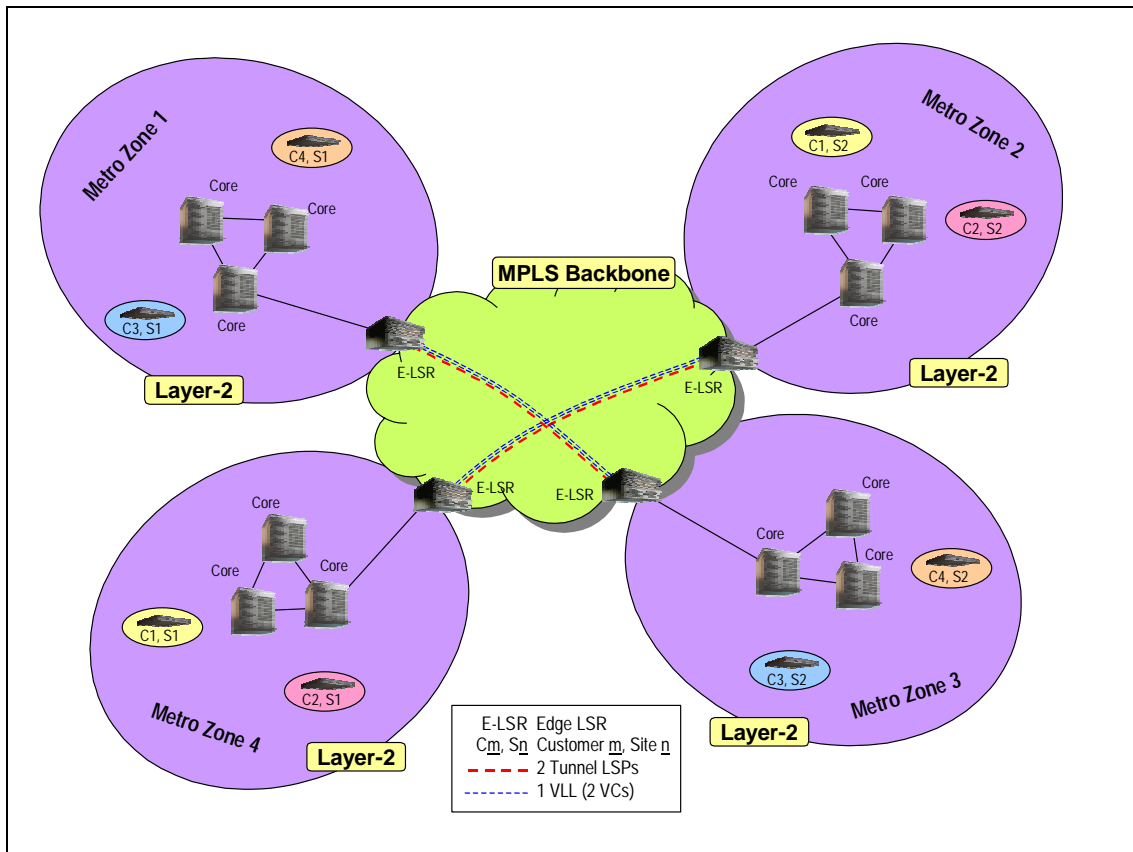 Metro Zone 1
C4, S1
Core
Core
Core
C3, S1
Layer-2
Metro Zone 2
C1, S2
Core
Core
C2, S2
Core
Layer-2
MPLS Backbone
E-LSR
E-LSR
E-LSR
E-LSR
Core
Core
Core
C1, S1
C2, S1
Metro Zone 4
Layer-2
Core
Core
Core
C4, S2
C3, S2
Metro Zone 3
Layer-2
E-LSR Edge LSR
Cm, Sn Customer m, Site n
2 Tunnel LSPs
1 VLL (2 VCs)